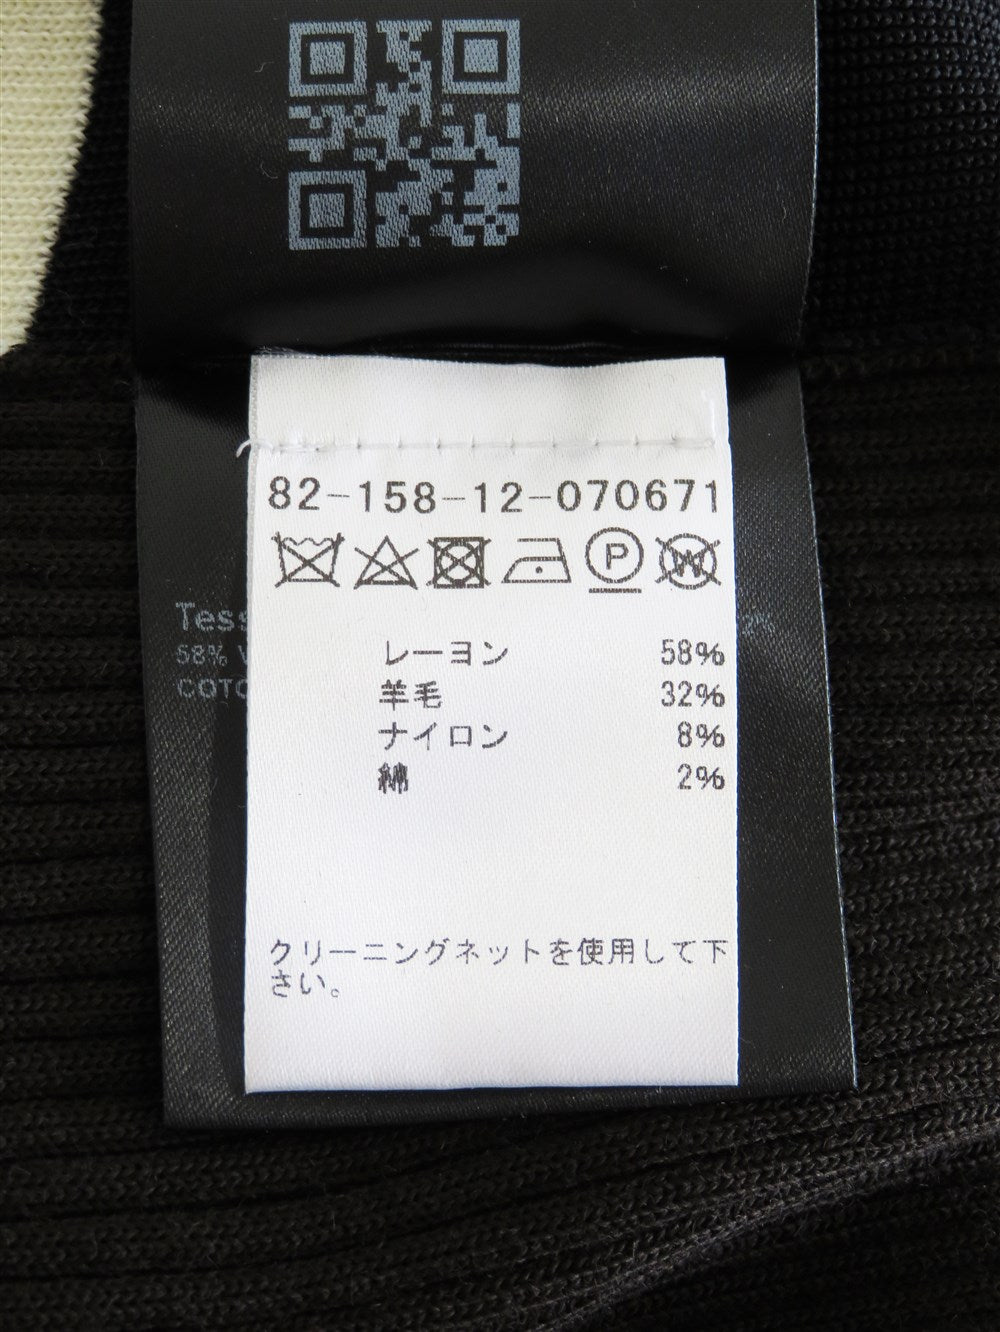 82-158-12-070671
P
W
Tess
58%
COTO
2%
レーヨン 58%
羊毛 32%
ナイロン 8%
綿 2%
クリーニングネットを使用して下
さい。